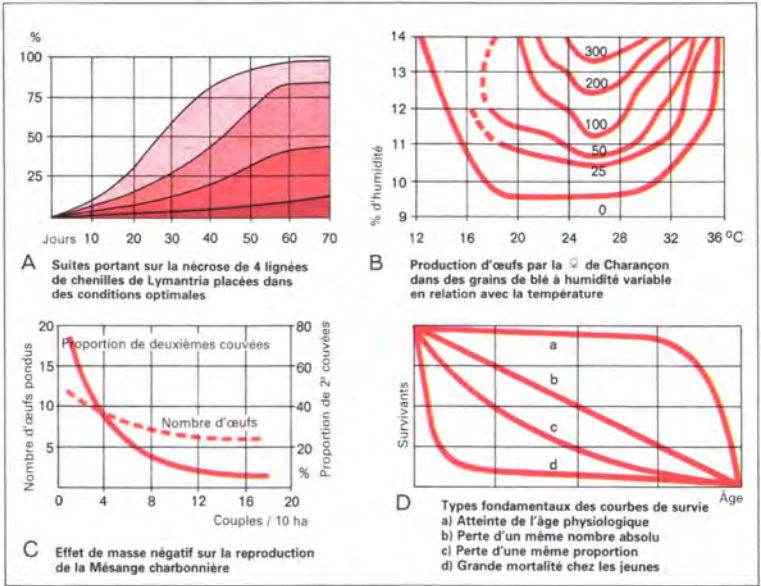 %
100
75
50
25
Jours 10 20 30 40 50 60 70
A Suites portant sur la nécrose de 4 lignées
de chenilles de Lymantria placées dans
des conditions optimales
% d'humidité
14
13
12
11
10
9
300
200
100
50
25
0
12 20 24 28 32 36 °C
B Production d'œufs par la ♀ de Charançon
dans des grains de blé à humidité variable
en relation avec la température
Nombre d'œufs pondus
20
15
10
5
Proportion de deuxièmes couvées
Nombre d'œufs
80
60
40
20
%
Proportion de 2e couvées
0 4 8 12 16 20
Couples / 10 ha
C Effet de masse négatif sur la reproduction
de la Mésange charbonnière
Survivants
a
b
c
d
Âge
D Types fondamentaux des courbes de survie
a) Atteinte de l'âge physiologique
b) Perte d'un même nombre absolu
c) Perte d'une même proportion
d) Grande mortalité chez les jeunes